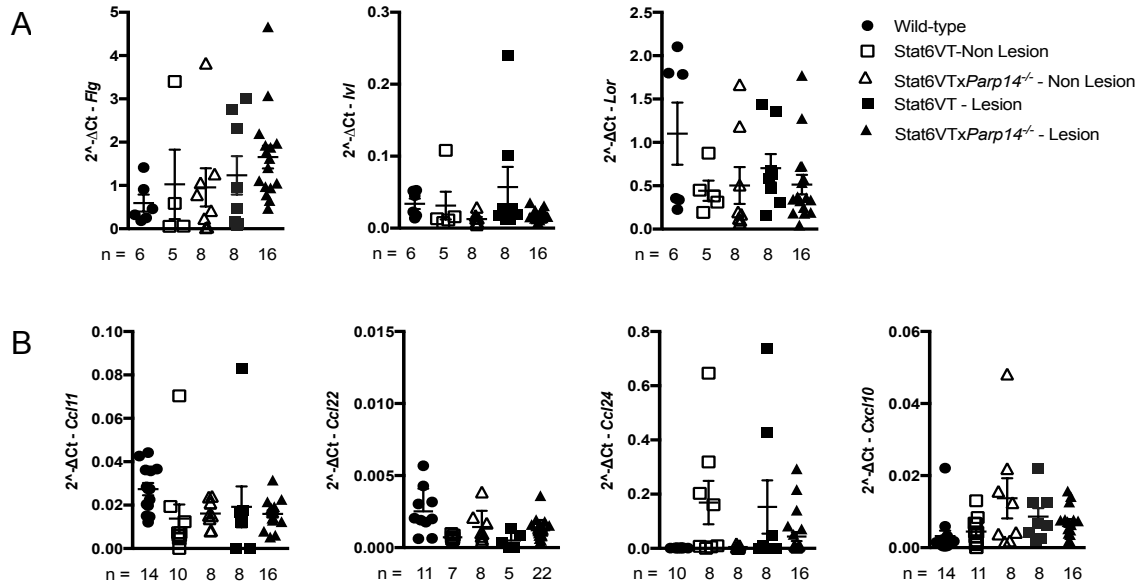 A
2^-ΔCt - Flg
5
4
3
2
1
0
n = 6 5 8 8 16
2^-ΔCt - Ivl
0.3
0.2
0.1
0.0
n = 6 5 8 8 16
2^-ΔCt - Lor
2.5
2.0
1.5
1.0
0.5
0.0
n = 6 5 8 8 16
Wild-type
Stat6VT-Non Lesion
Stat6VTxParp14-/- - Non Lesion
Stat6VT - Lesion
Stat6VTxParp14-/- - Lesion
B
2^-ΔCt - Ccl11
0.10
0.08
0.06
0.04
0.02
0.00
n = 14 10 8 8 16
2^-ΔCt - Ccl22
0.015
0.010
0.005
0.000
n = 11 7 8 5 22
2^-ΔCt - Ccl24
0.8
0.6
0.4
0.2
0.0
n = 10 8 8 8 16
2^-ΔCt - Cxcl10
0.06
0.04
0.02
0.00
n = 14 11 8 8 16